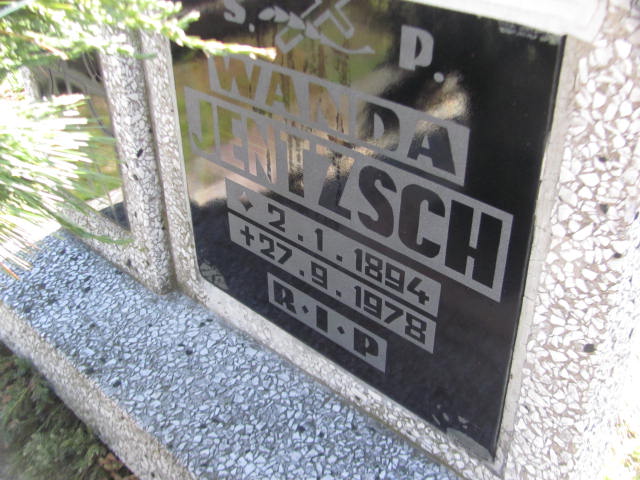 S. P.
WANDA
JENTZSCH
* 2.1.1894
+27.9.1978
R.I.P